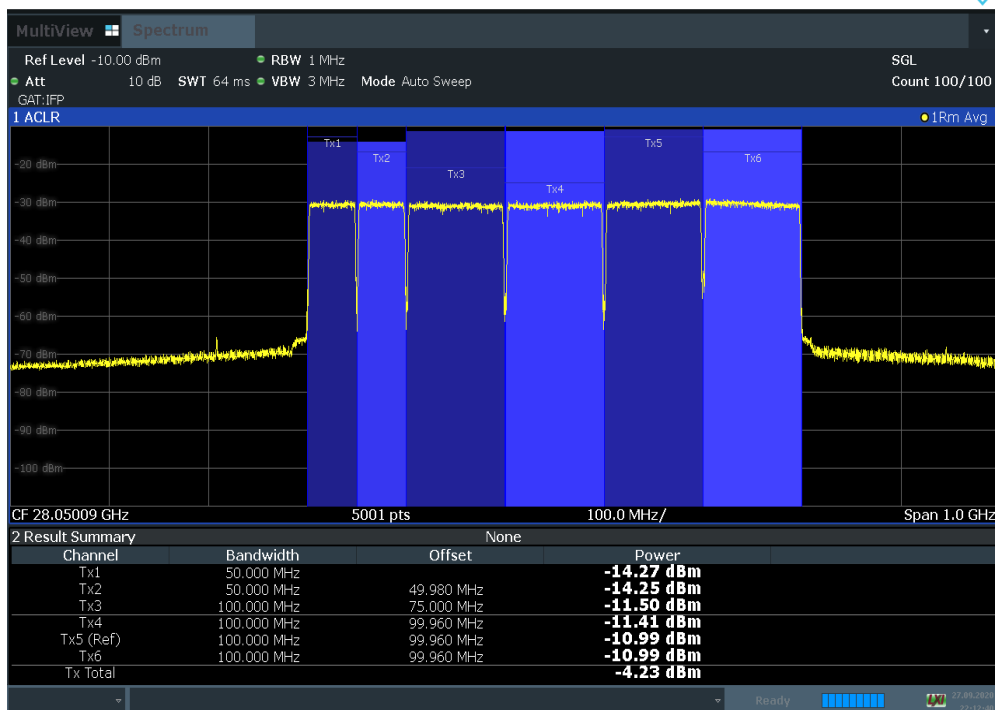 MultiView Spectrum
Ref Level -10.00 dBm RBW 1 MHz SGL
Att 10 dB SWT 64 ms VBW 3 MHz Mode Auto Sweep Count 100/100
GAT:IFP
1 ACLR 1Rm Avg
Tx1 Tx5
Tx2 Tx6
-20 dBm
Tx3
Tx4
-30 dBm
-40 dBm
-50 dBm
-60 dBm
-70 dBm
-80 dBm
-90 dBm
-100 dBm
CF 28.05009 GHz 5001 pts 100.0 MHz/ Span 1.0 GHz
2 Result Summary None
Channel Bandwidth Offset Power
Tx1 50.000 MHz -14.27 dBm
Tx2 50.000 MHz 49.980 MHz -14.25 dBm
Tx3 100.000 MHz 75.000 MHz -11.50 dBm
Tx4 100.000 MHz 99.960 MHz -11.41 dBm
Tx5 (Ref) 100.000 MHz 99.960 MHz -10.99 dBm
Tx6 100.000 MHz 99.960 MHz -10.99 dBm
Tx Total -4.23 dBm
Ready LXI 27.09.2020